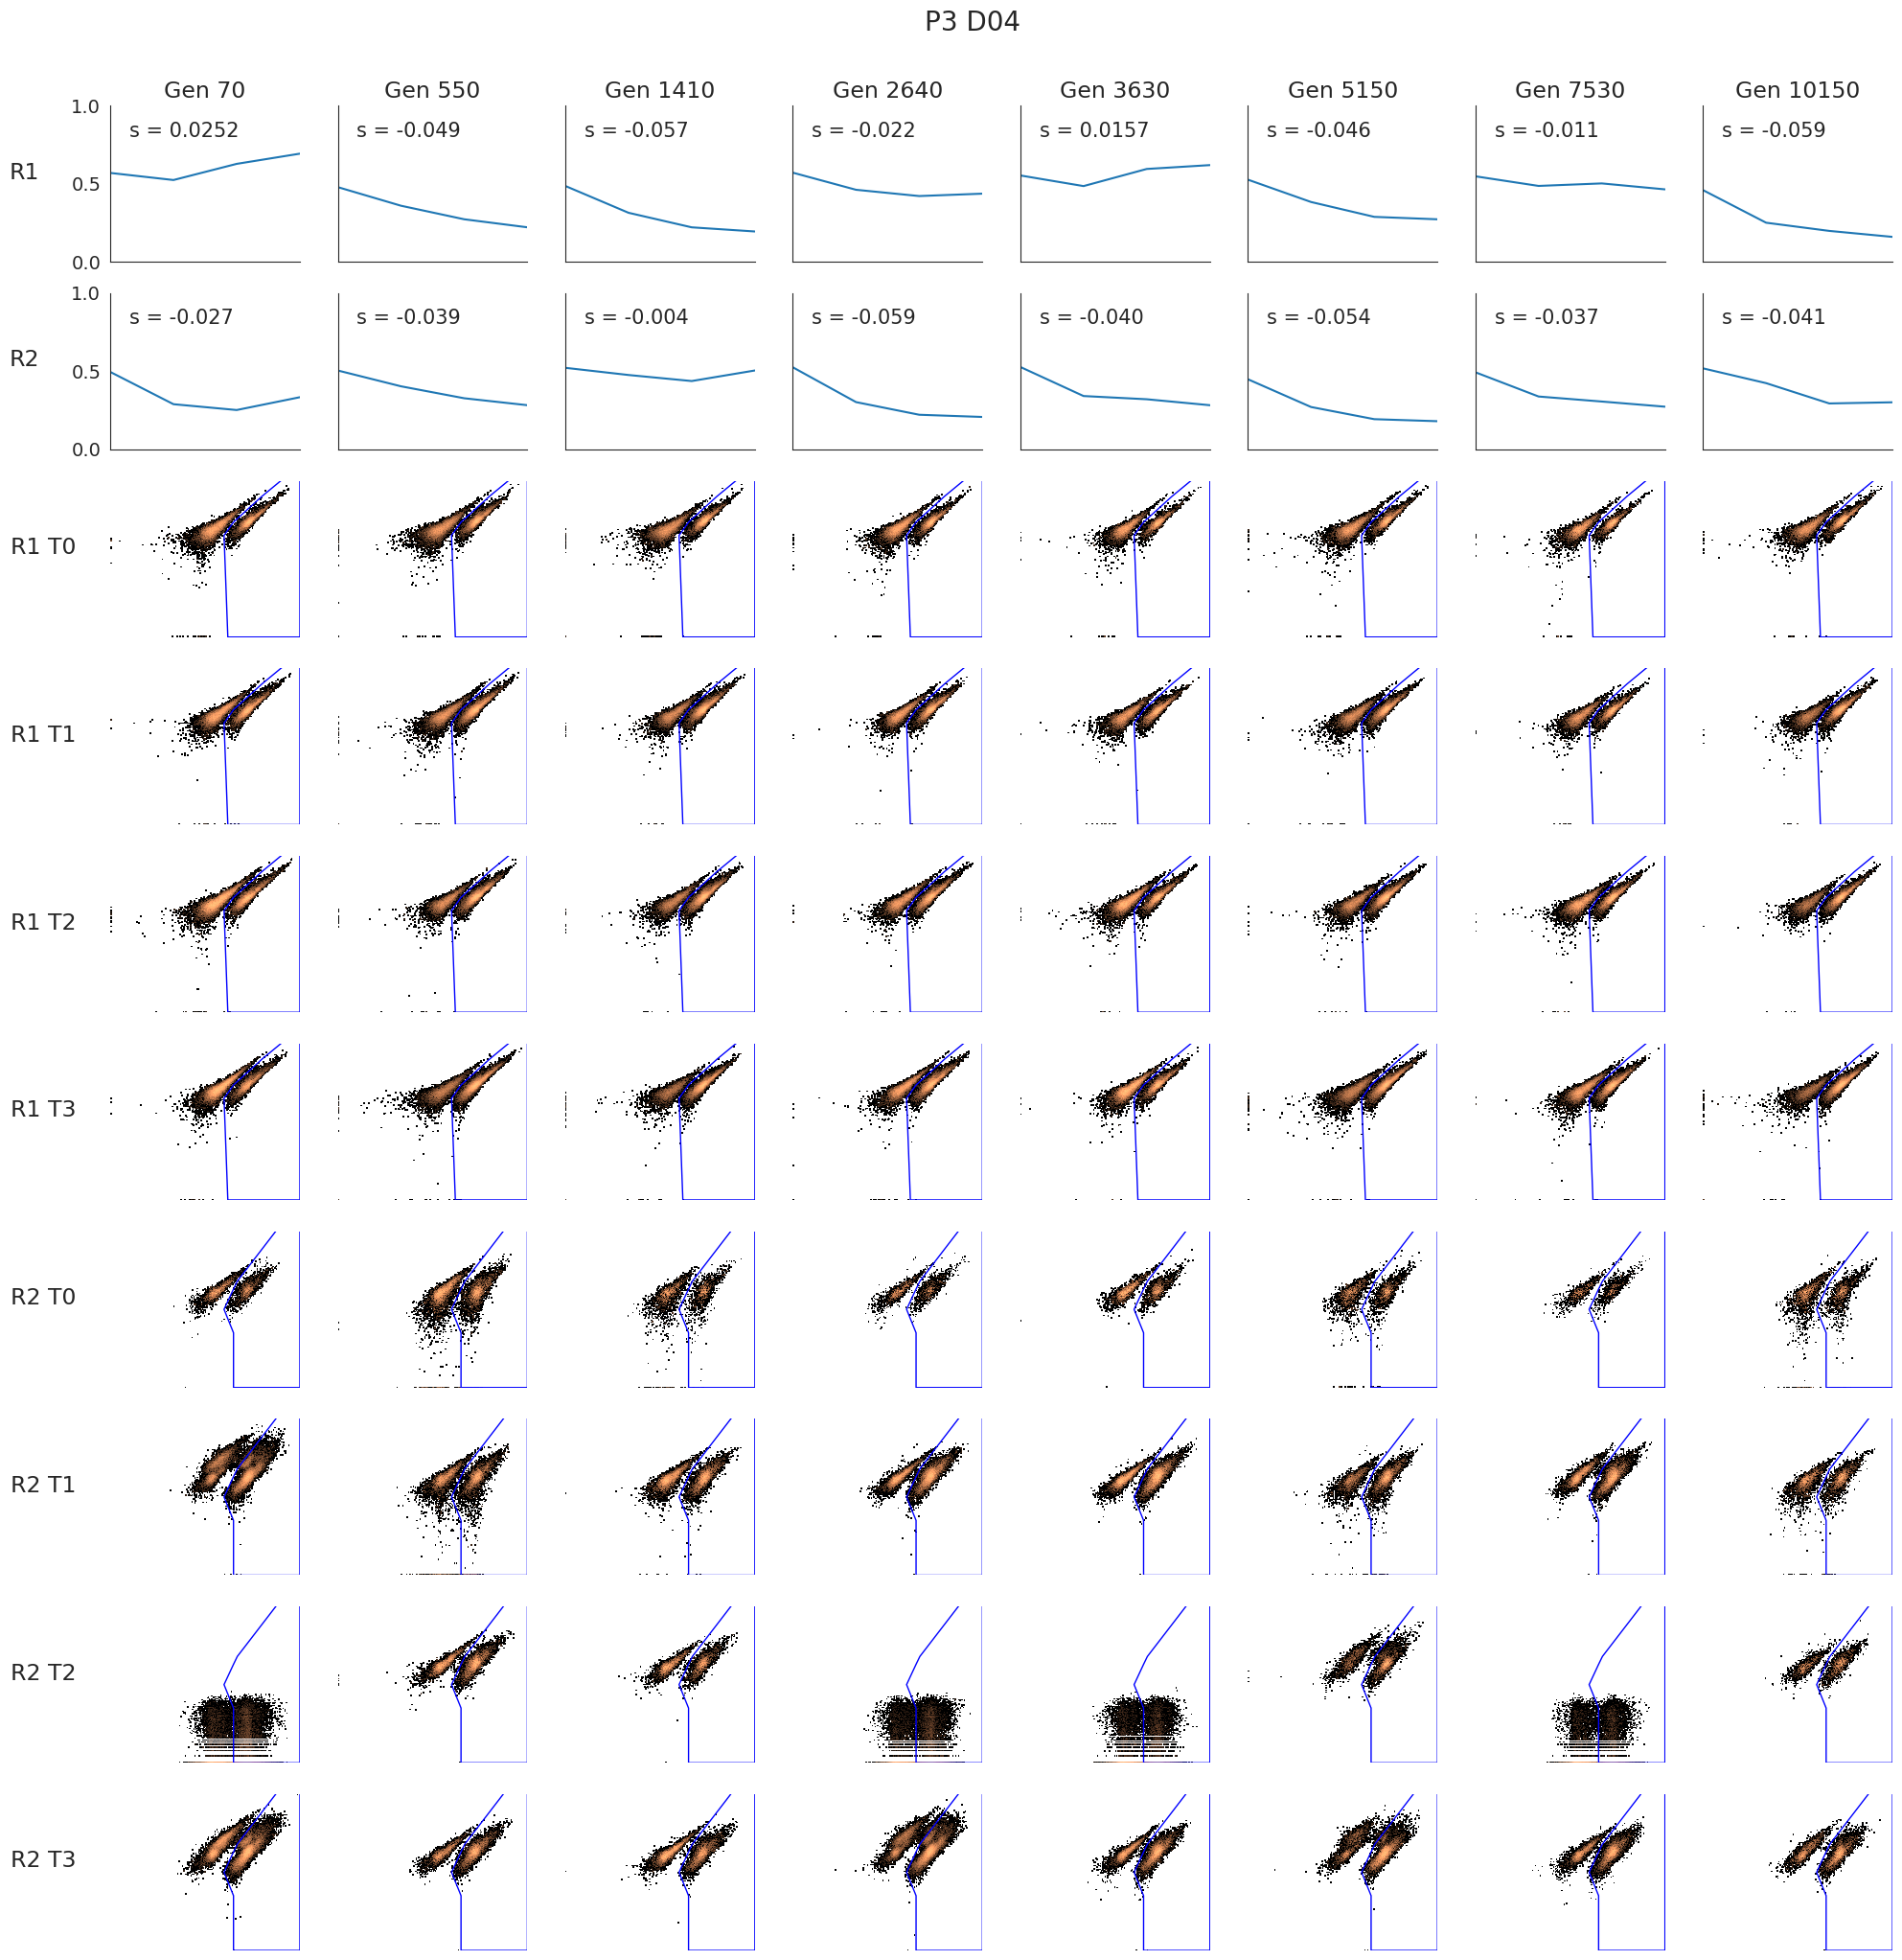 P3 D04
Gen 70 Gen 550 Gen 1410 Gen 2640 Gen 3630 Gen 5150 Gen 7530 Gen 10150
1.0
s = 0.0252 s = -0.049 s = -0.057 s = -0.022 s = 0.0157 s = -0.046 s = -0.011 s = -0.059
R1
0.5
0.0
1.0
s = -0.027 s = -0.039 s = -0.004 s = -0.059 s = -0.040 s = -0.054 s = -0.037 s = -0.041
R2
0.5
0.0
R1 T0
R1 T1
R1 T2
R1 T3
R2 T0
R2 T1
R2 T2
R2 T3